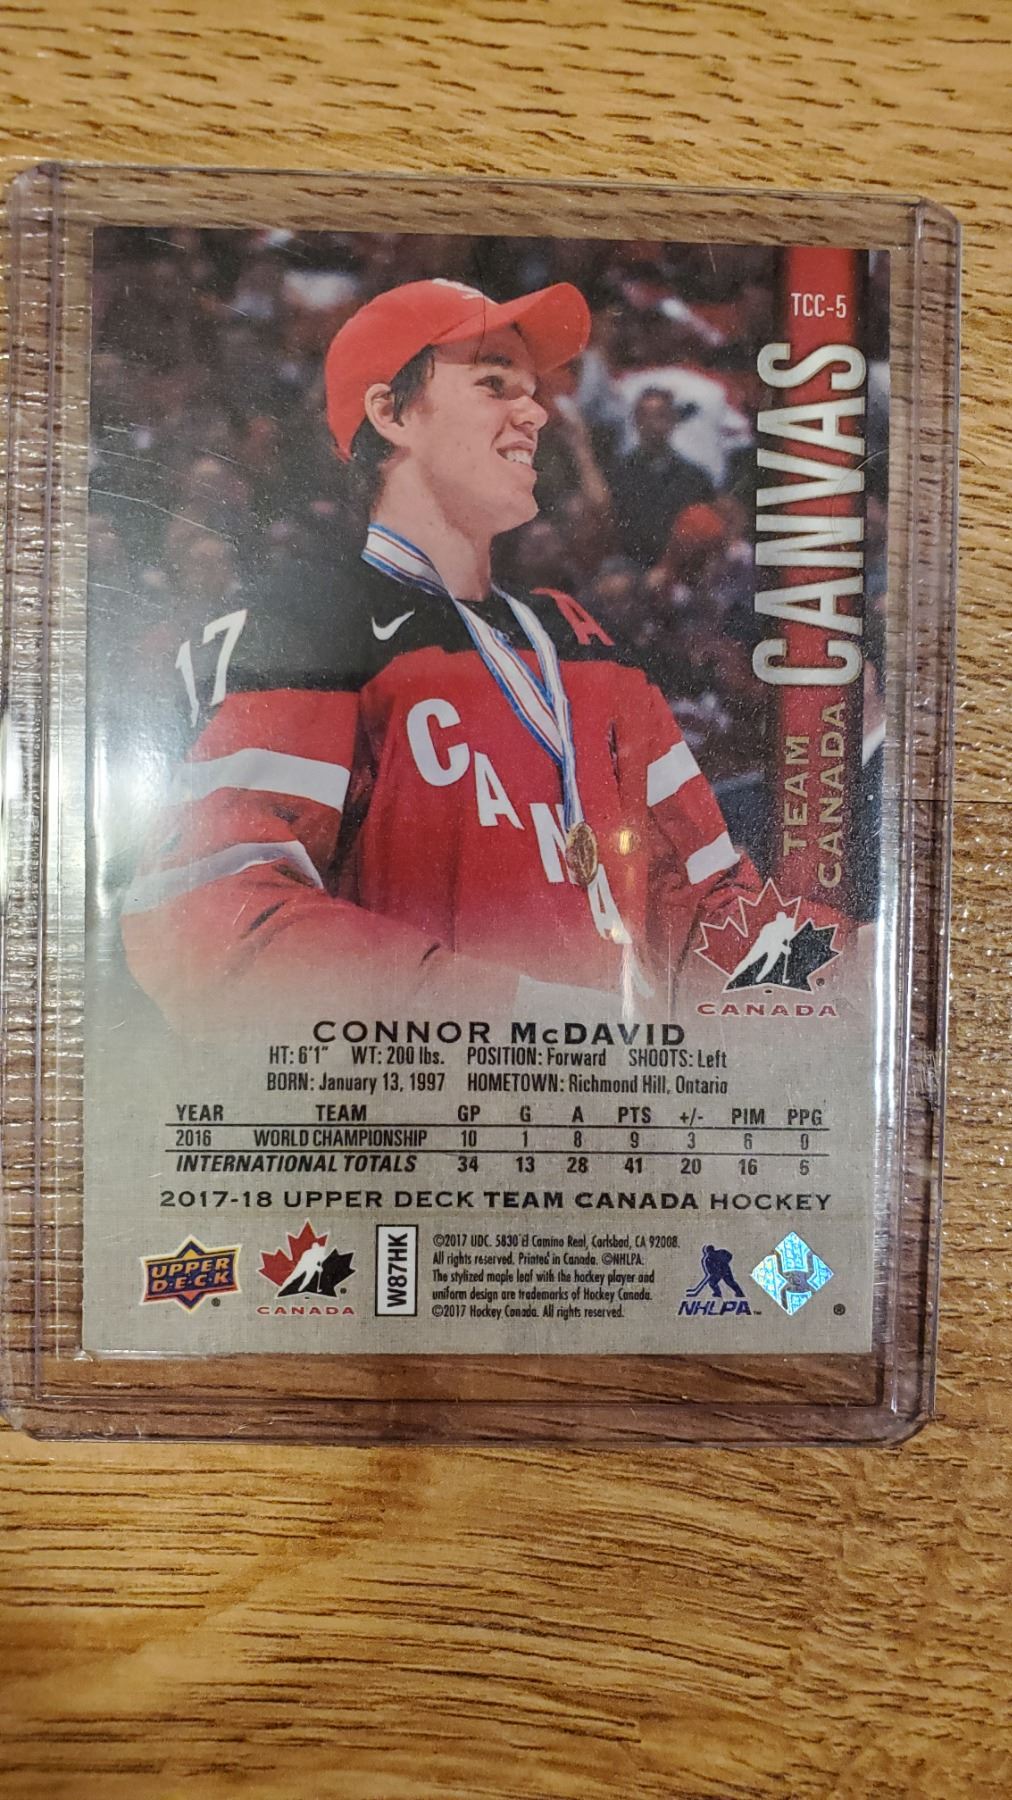 TCC-5
TEAM CANADA CANVAS
17
A
CANADA
CANADA
CONNOR McDAVID
HT: 6'1" WT: 200 lbs. POSITION: Forward SHOOTS: Left
BORN: January 13, 1997 HOMETOWN: Richmond Hill, Ontario
YEAR TEAM GP G A PTS +/- PIM PPG
2016 WORLD CHAMPIONSHIP 10 1 8 9 3 6 0
INTERNATIONAL TOTALS 34 13 28 41 20 16 5
2017-18 UPPER DECK TEAM CANADA HOCKEY
UPPER D·E·C·K ®
CANADA
W87HK
©2017 UDC. 5830 El Camino Real, Carlsbad, CA 92008.
All rights reserved. Printed in Canada. ©NHLPA.
The stylized maple leaf with the hockey player and
uniform design are trademarks of Hockey Canada.
©2017 Hockey Canada. All rights reserved.
NHLPA™
®